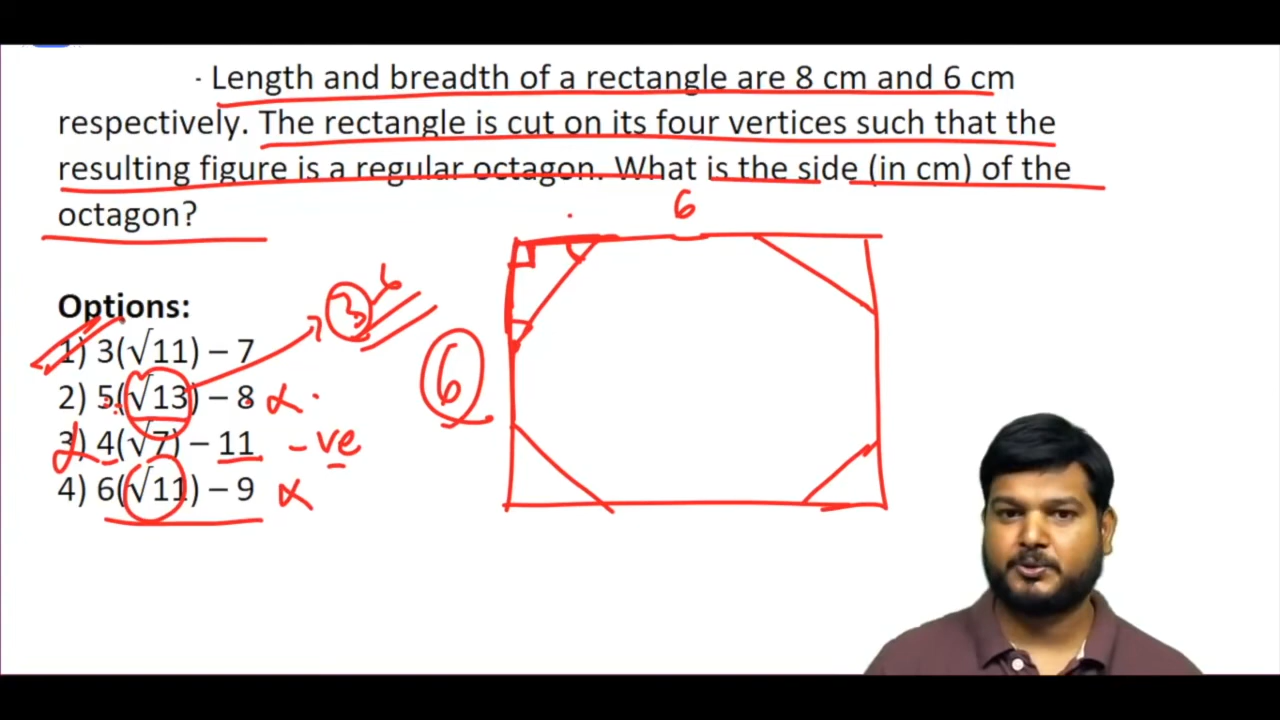 Length and breadth of a rectangle are 8 cm and 6 cm
respectively. The rectangle is cut on its four vertices such that the
resulting figure is a regular octagon. What is the side (in cm) of the
octagon?
6
Options:
3 6
1) 3(√11) – 7
2) 5(√13) – 8
6
3) 4(√7) – 11 -ve
4) 6(√11) – 9